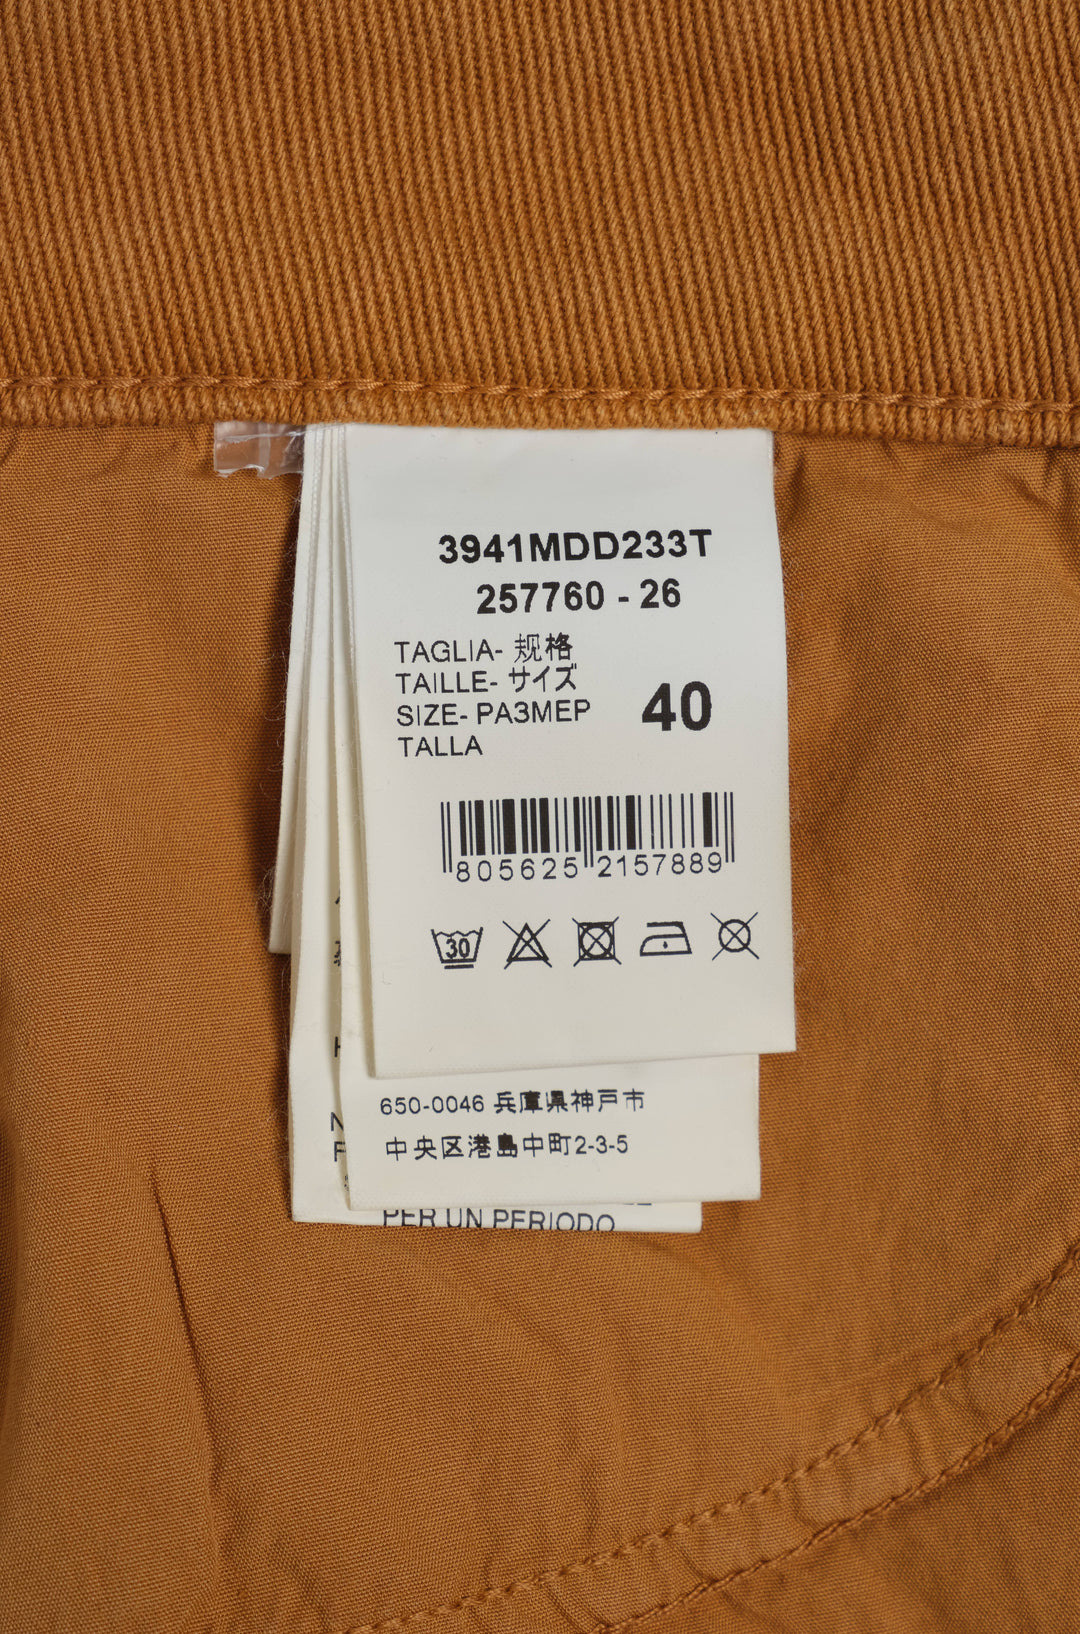 3941MDD233T
257760 - 26
TAGLIA- 规格
TAILLE- サイズ
SIZE- РАЗМЕР
TALLA
40
805625 2157889
30
650-0046 兵庫県神戸市
中央区港島中町2-3-5
PER UN PERIODO